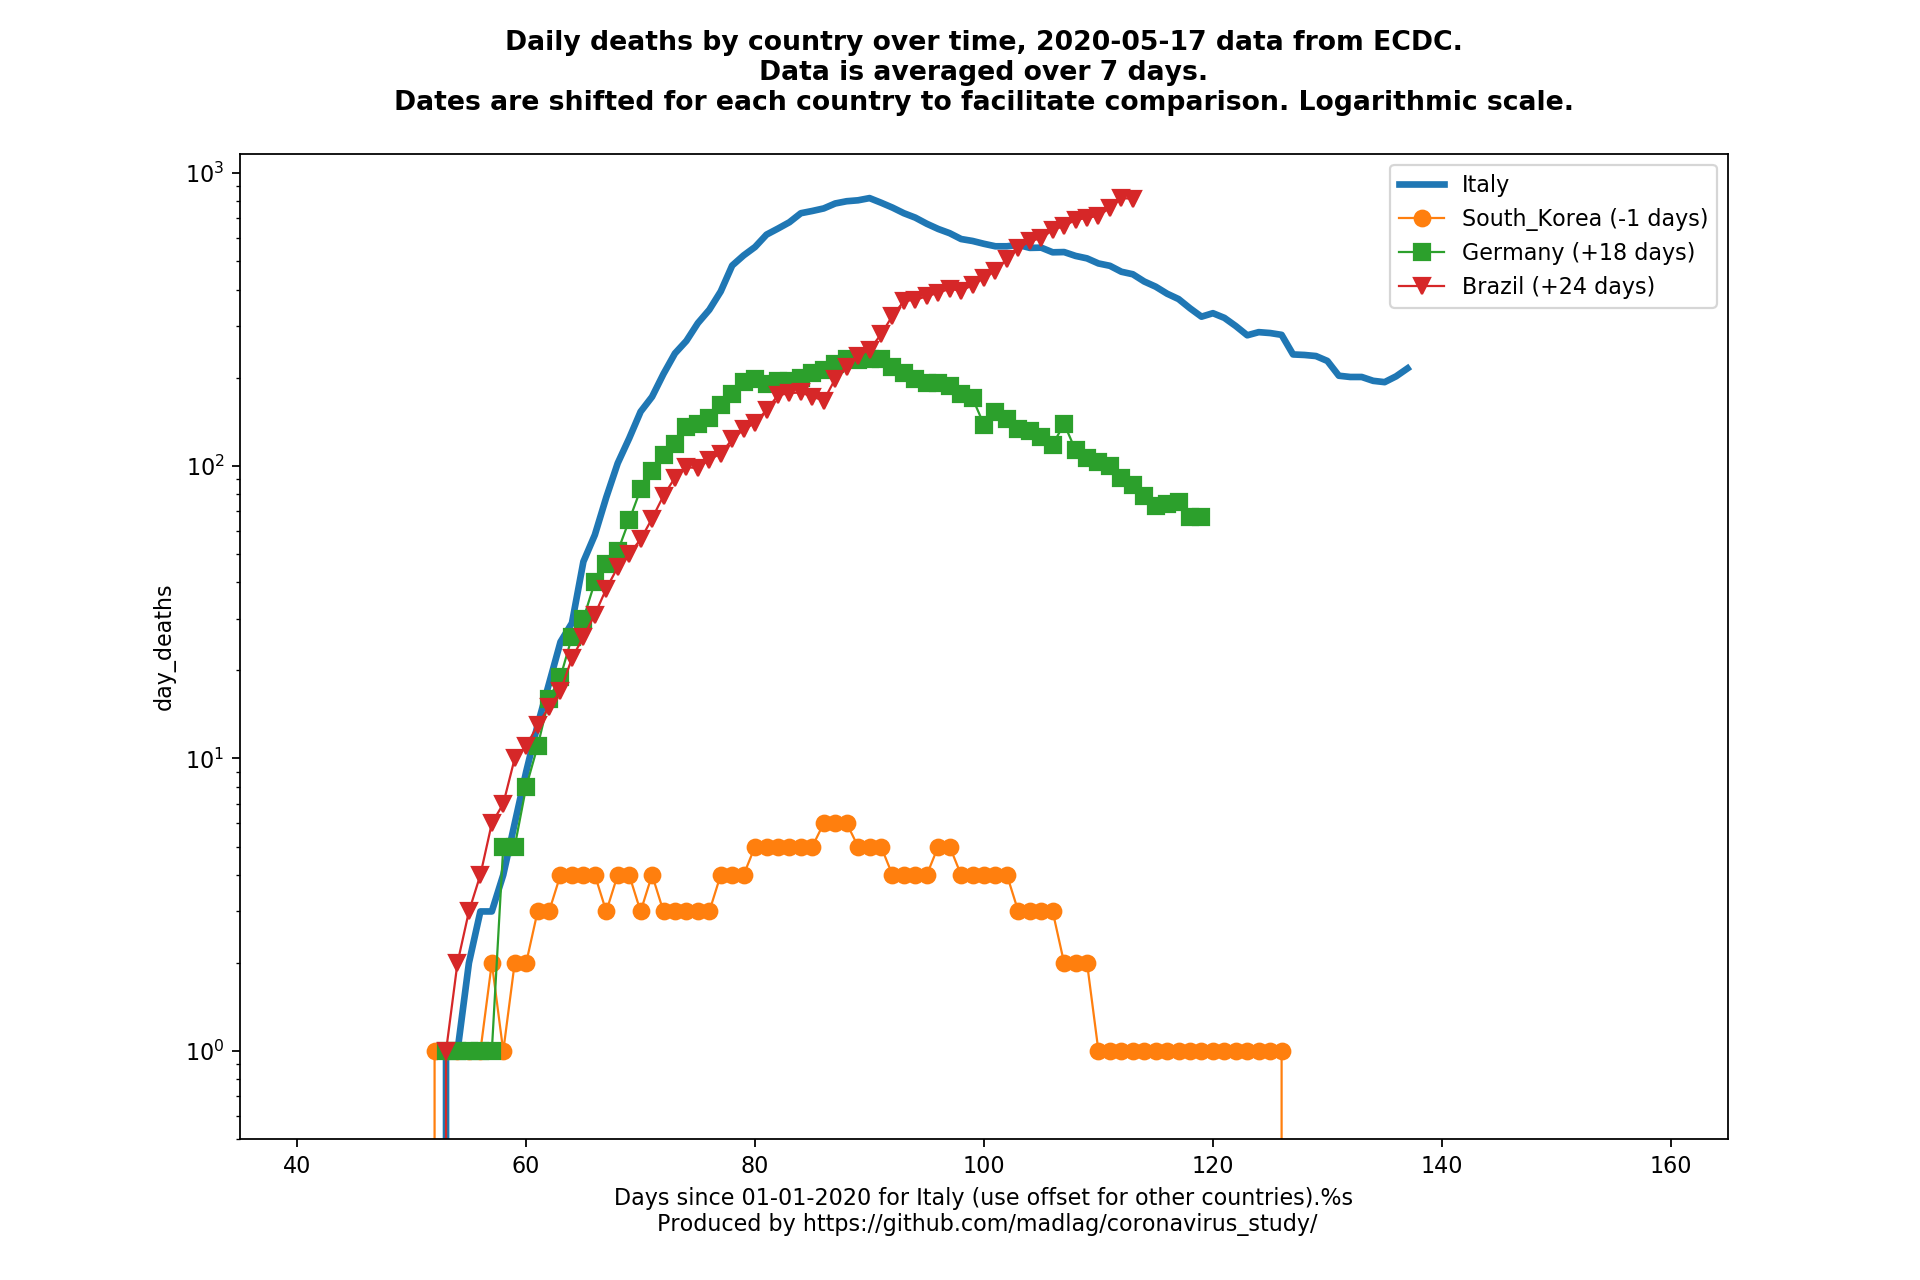 Daily deaths by country over time, 2020-05-17 data from ECDC.
Data is averaged over 7 days.
Dates are shifted for each country to facilitate comparison. Logarithmic scale.
10³
10²
10¹
10⁰
day_deaths
Italy
South_Korea (-1 days)
Germany (+18 days)
Brazil (+24 days)
40 60 80 100 120 140 160
Days since 01-01-2020 for Italy (use offset for other countries).%s
Produced by https://github.com/madlag/coronavirus_study/